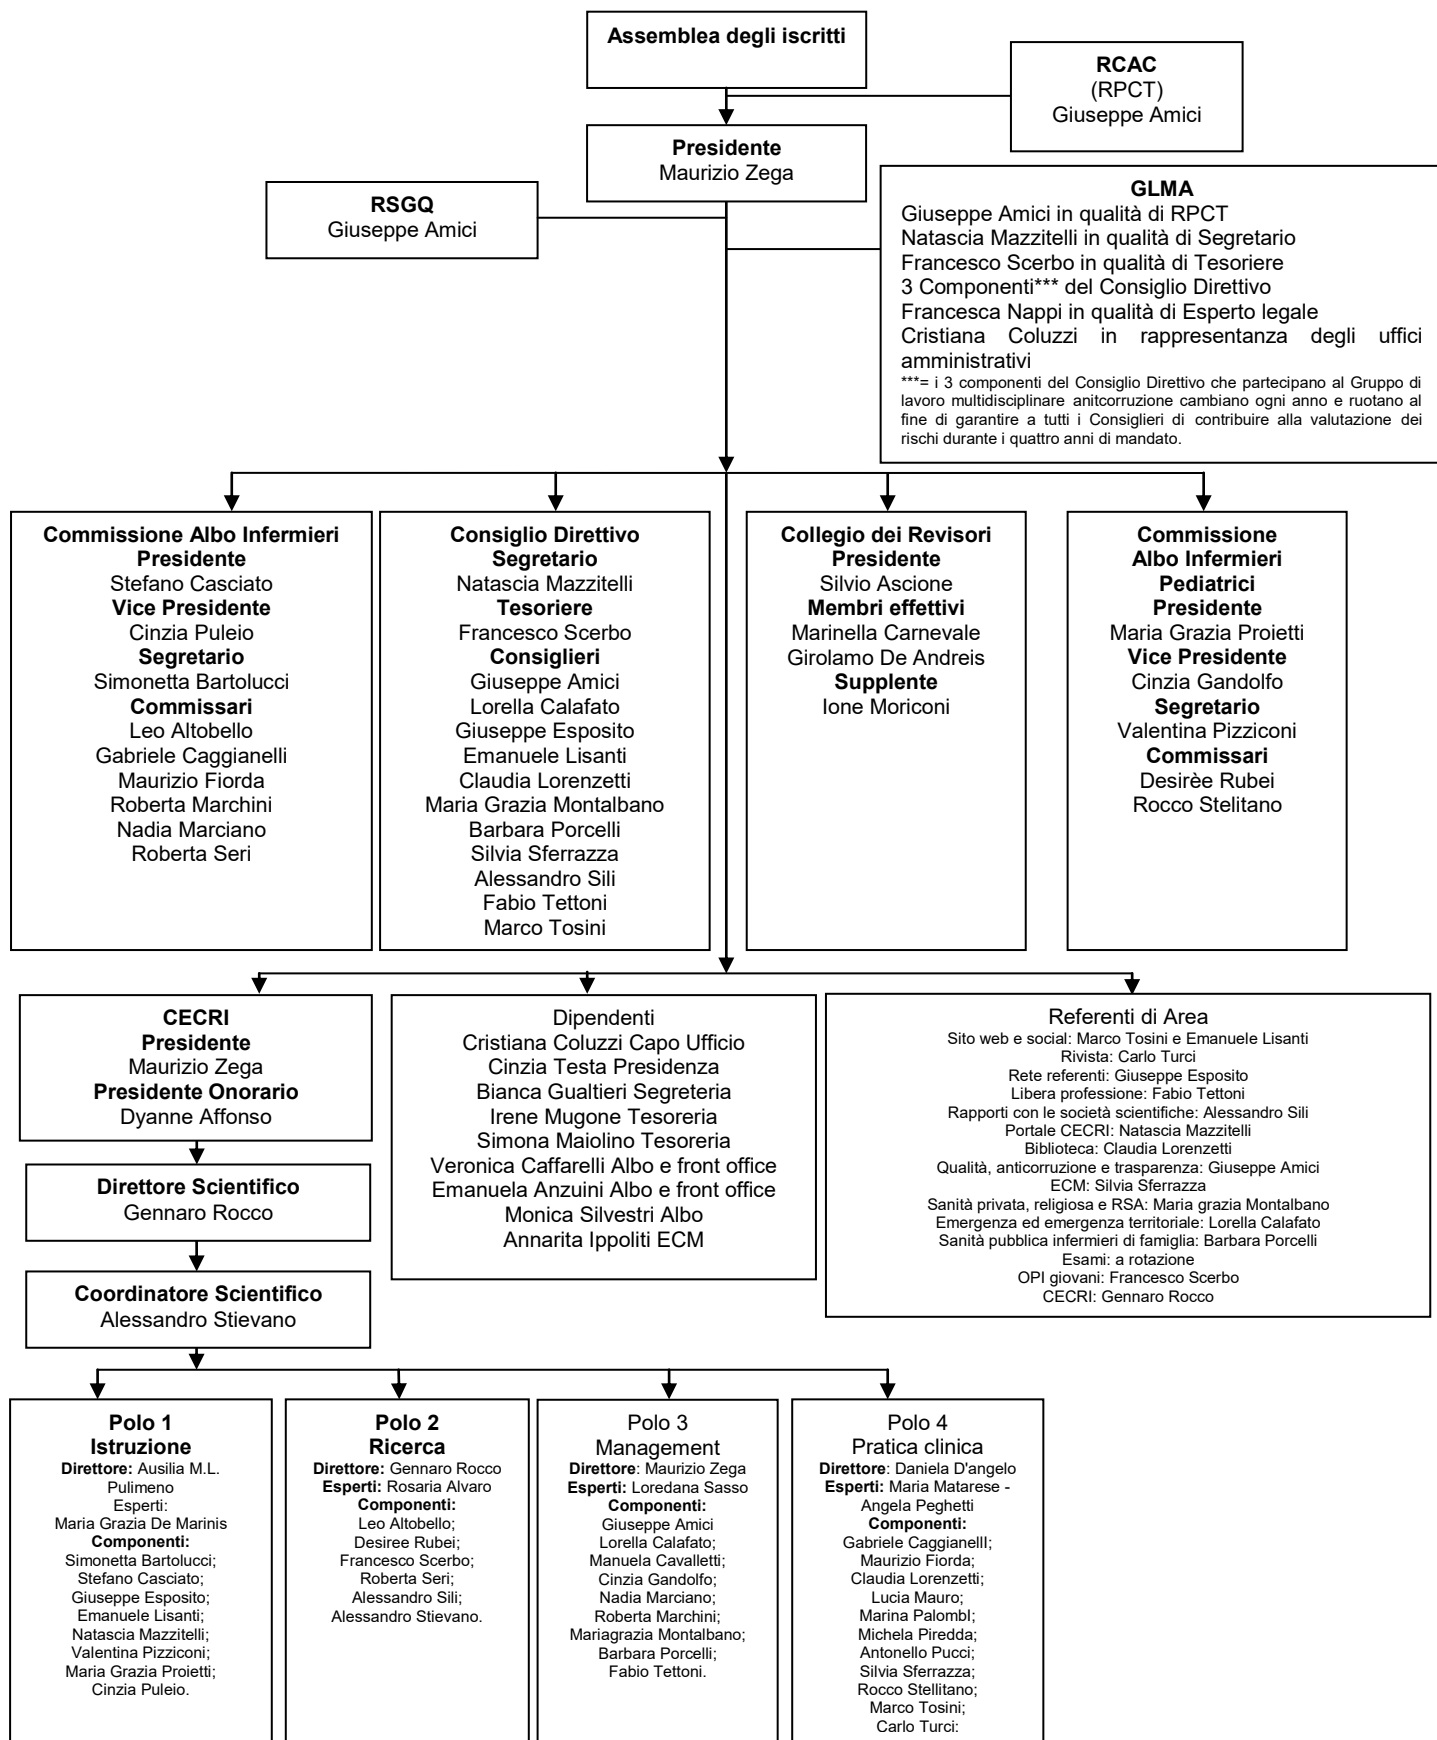 Assemblea degli iscritti
RCAC
(RPCT)
Giuseppe Amici
Presidente
Maurizio Zega
RSGQ
Giuseppe Amici
GLMA
Giuseppe Amici in qualità di RPCT
Natascia Mazzitelli in qualità di Segretario
Francesco Scerbo in qualità di Tesoriere
3 Componenti*** del Consiglio Direttivo
Francesca Nappi in qualità di Esperto legale
Cristiana Coluzzi in rappresentanza degli uffici
amministrativi
***= i 3 componenti del Consiglio Direttivo che partecipano al Gruppo di
lavoro multidisciplinare anitcorruzione cambiano ogni anno e ruotano al
fine di garantire a tutti i Consiglieri di contribuire alla valutazione dei
rischi durante i quattro anni di mandato.
Commissione Albo Infermieri
Presidente
Stefano Casciato
Vice Presidente
Cinzia Puleio
Segretario
Simonetta Bartolucci
Commissari
Leo Altobello
Gabriele Caggianelli
Maurizio Fiorda
Roberta Marchini
Nadia Marciano
Roberta Seri
Consiglio Direttivo
Segretario
Natascia Mazzitelli
Tesoriere
Francesco Scerbo
Consiglieri
Giuseppe Amici
Lorella Calafato
Giuseppe Esposito
Emanuele Lisanti
Claudia Lorenzetti
Maria Grazia Montalbano
Barbara Porcelli
Silvia Sferrazza
Alessandro Sili
Fabio Tettoni
Marco Tosini
Collegio dei Revisori
Presidente
Silvio Ascione
Membri effettivi
Marinella Carnevale
Girolamo De Andreis
Supplente
Ione Moriconi
Commissione
Albo Infermieri
Pediatrici
Presidente
Maria Grazia Proietti
Vice Presidente
Cinzia Gandolfo
Segretario
Valentina Pizziconi
Commissari
Desirèe Rubei
Rocco Stelitano
CECRI
Presidente
Maurizio Zega
Presidente Onorario
Dyanne Affonso
Dipendenti
Cristiana Coluzzi Capo Ufficio
Cinzia Testa Presidenza
Bianca Gualtieri Segreteria
Irene Mugone Tesoreria
Simona Maiolino Tesoreria
Veronica Caffarelli Albo e front office
Emanuela Anzuini Albo e front office
Monica Silvestri Albo
Annarita Ippoliti ECM
Referenti di Area
Sito web e social: Marco Tosini e Emanuele Lisanti
Rivista: Carlo Turci
Rete referenti: Giuseppe Esposito
Libera professione: Fabio Tettoni
Rapporti con le società scientifiche: Alessandro Sili
Portale CECRI: Natascia Mazzitelli
Biblioteca: Claudia Lorenzetti
Qualità, anticorruzione e trasparenza: Giuseppe Amici
ECM: Silvia Sferrazza
Sanità privata, religiosa e RSA: Maria grazia Montalbano
Emergenza ed emergenza territoriale: Lorella Calafato
Sanità pubblica infermieri di famiglia: Barbara Porcelli
Esami: a rotazione
OPI giovani: Francesco Scerbo
CECRI: Gennaro Rocco
Direttore Scientifico
Gennaro Rocco
Coordinatore Scientifico
Alessandro Stievano
Polo 1
Istruzione
Direttore: Ausilia M.L.
Pulimeno
Esperti:
Maria Grazia De Marinis
Componenti:
Simonetta Bartolucci;
Stefano Casciato;
Giuseppe Esposito;
Emanuele Lisanti;
Natascia Mazzitelli;
Valentina Pizziconi;
Maria Grazia Proietti;
Cinzia Puleio.
Polo 2
Ricerca
Direttore: Gennaro Rocco
Esperti: Rosaria Alvaro
Componenti:
Leo Altobello;
Desiree Rubei;
Francesco Scerbo;
Roberta Seri;
Alessandro Sili;
Alessandro Stievano.
Polo 3
Management
Direttore: Maurizio Zega
Esperti: Loredana Sasso
Componenti:
Giuseppe Amici
Lorella Calafato;
Manuela Cavalletti;
Cinzia Gandolfo;
Nadia Marciano;
Roberta Marchini;
Mariagrazia Montalbano;
Barbara Porcelli;
Fabio Tettoni.
Polo 4
Pratica clinica
Direttore: Daniela D'angelo
Esperti: Maria Matarese -
Angela Peghetti
Componenti:
Gabriele CaggianellI;
Maurizio Fiorda;
Claudia Lorenzetti;
Lucia Mauro;
Marina PalombI;
Michela Piredda;
Antonello Pucci;
Silvia Sferrazza;
Rocco Stellitano;
Marco Tosini;
Carlo Turci: